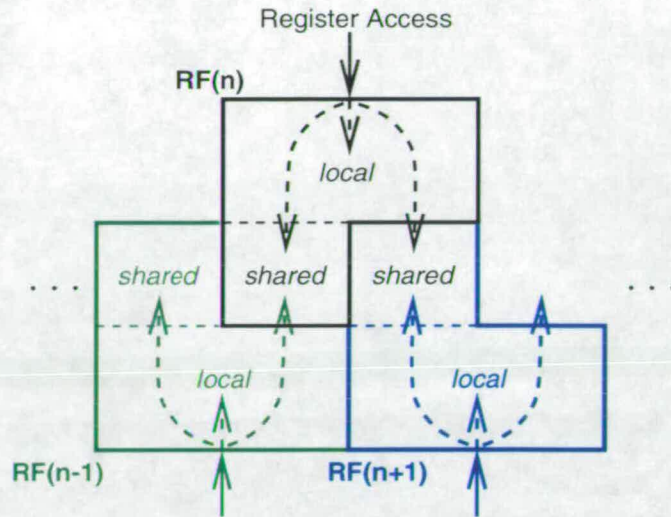 Register Access
RF(n)
local
shared shared shared
. . . . . .
local local
RF(n-1) RF(n+1)